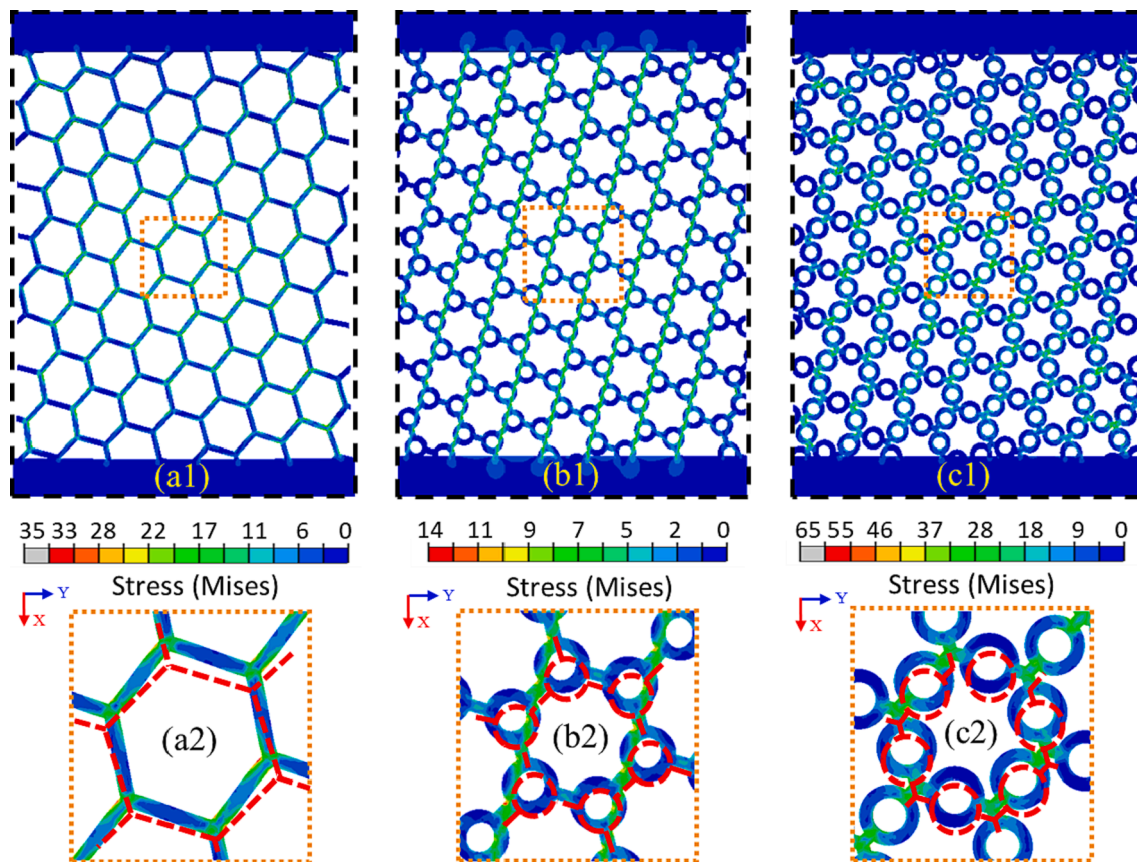 (a1) (b1) (c1)
35 33 28 22 17 11 6 0 14 11 9 7 5 2 0 65 55 46 37 28 18 9 0
Stress (Mises) Stress (Mises) Stress (Mises)
Y Y Y
X X X
(a2) (b2) (c2)